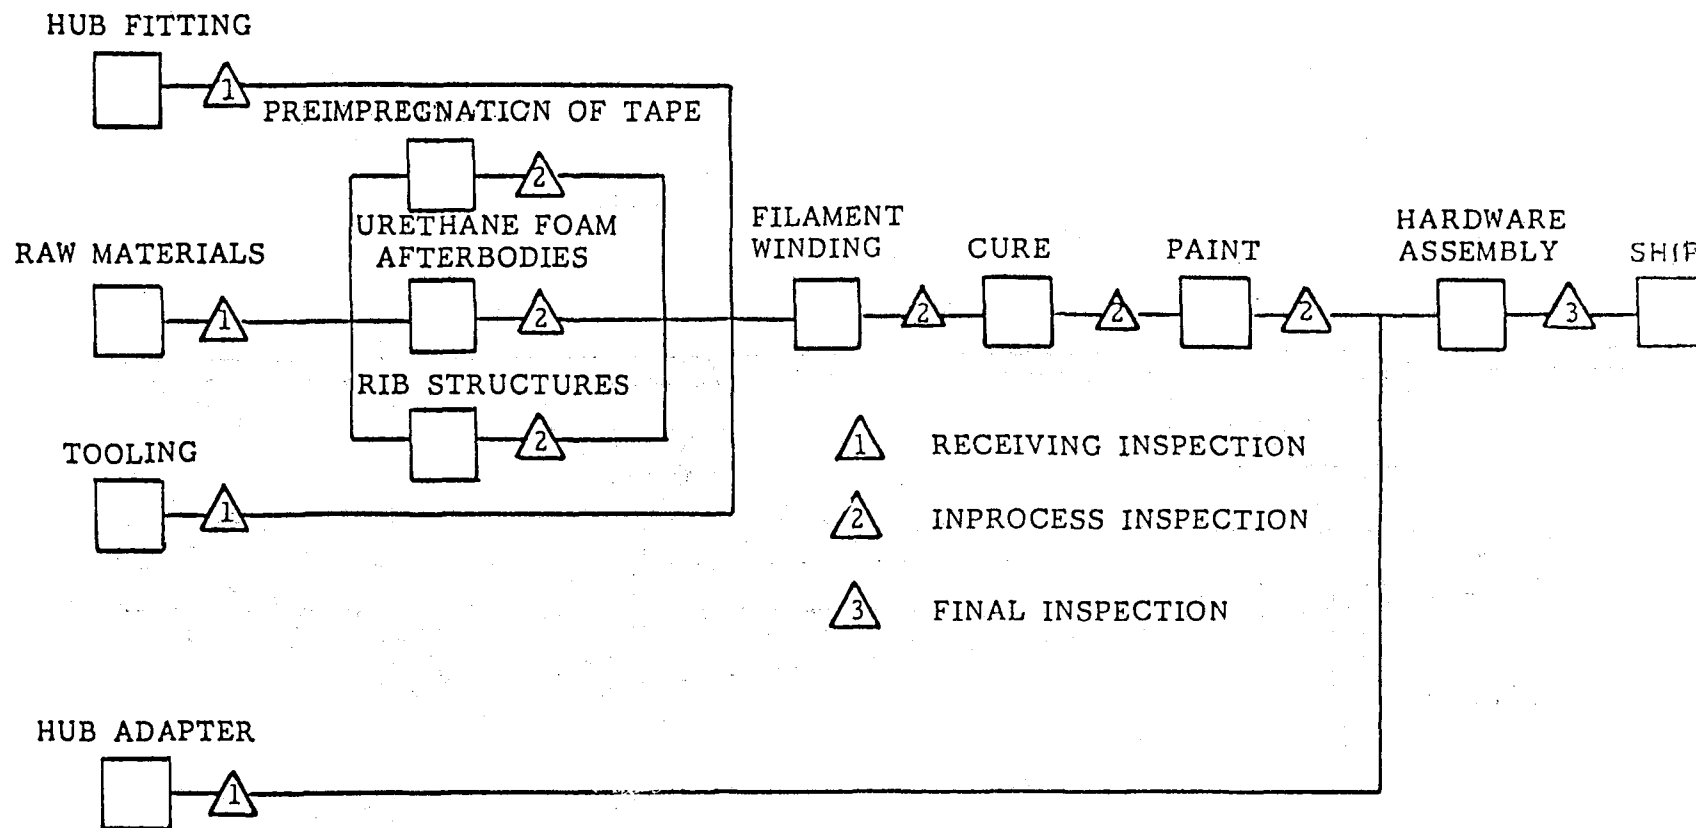 HUB FITTING
1
PREIMPREGNATION OF TAPE
2
URETHANE FOAM
AFTERBODIES
RAW MATERIALS
1
2
FILAMENT
WINDING
2
CURE
2
PAINT
2
HARDWARE
ASSEMBLY
3
SHIP
RIB STRUCTURES
2
TOOLING
1
1 RECEIVING INSPECTION
2 INPROCESS INSPECTION
3 FINAL INSPECTION
HUB ADAPTER
1